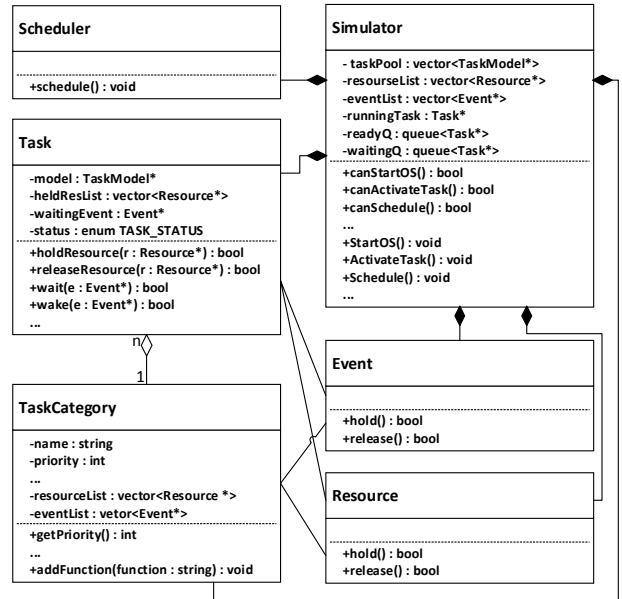 Scheduler
+schedule() : void
Simulator
- taskPool : vector<TaskModel*>
-resourseList : vector<Resource*>
-eventList : vector<Event*>
-runningTask : Task*
-readyQ : queue<Task*>
-waitingQ : queue<Task*>
+canStartOS() : bool
+canActivateTask() : bool
+canSchedule() : bool
...
+StartOS() : void
+ActivateTask() : void
+Schedule() : void
...
Task
-model : TaskModel*
-heldResList : vector<Resource*>
-waitingEvent : Event*
-status : enum TASK_STATUS
+holdResource(r : Resource*) : bool
+releaseResource(r : Resource*) : bool
+wait(e : Event*) : bool
+wake(e : Event*) : bool
...
n
1
TaskCategory
-name : string
-priority : int
...
-resourceList : vector<Resource *>
-eventList : vetor<Event*>
+getPriority() : int
...
+addFunction(function : string) : void
Event
+hold() : bool
+release() : bool
Resource
+hold() : bool
+release() : bool